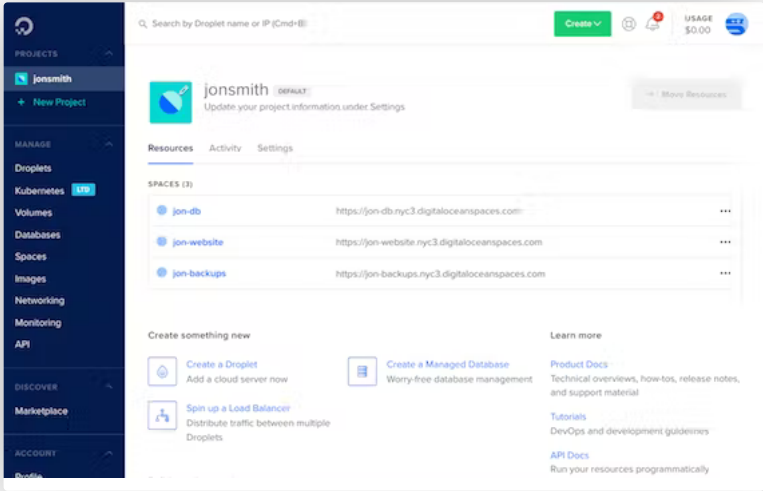 Search by Droplet name or IP (Cmd+B)
Create
USAGE
$0.00
PROJECTS
jonsmith
+ New Project
MANAGE
Droplets
Kubernetes LTD
Volumes
Databases
Spaces
Images
Networking
Monitoring
API
DISCOVER
Marketplace
ACCOUNT
Profile
jonsmith DEFAULT
Update your project information under Settings
→ Move Resources
Resources Activity Settings
SPACES (3)
jon-db https://jon-db.nyc3.digitaloceanspaces.com ...
jon-website https://jon-website.nyc3.digitaloceanspaces.com ...
jon-backups https://jon-backups.nyc3.digitaloceanspaces.com ...
Create something new
Create a Droplet
Add a cloud server now
Create a Managed Database
Worry-free database management
Spin up a Load Balancer
Distribute traffic between multiple
Droplets
Learn more
Product Docs
Technical overviews, how-tos, release notes,
and support material
Tutorials
DevOps and development guidelines
API Docs
Run your resources programmatically